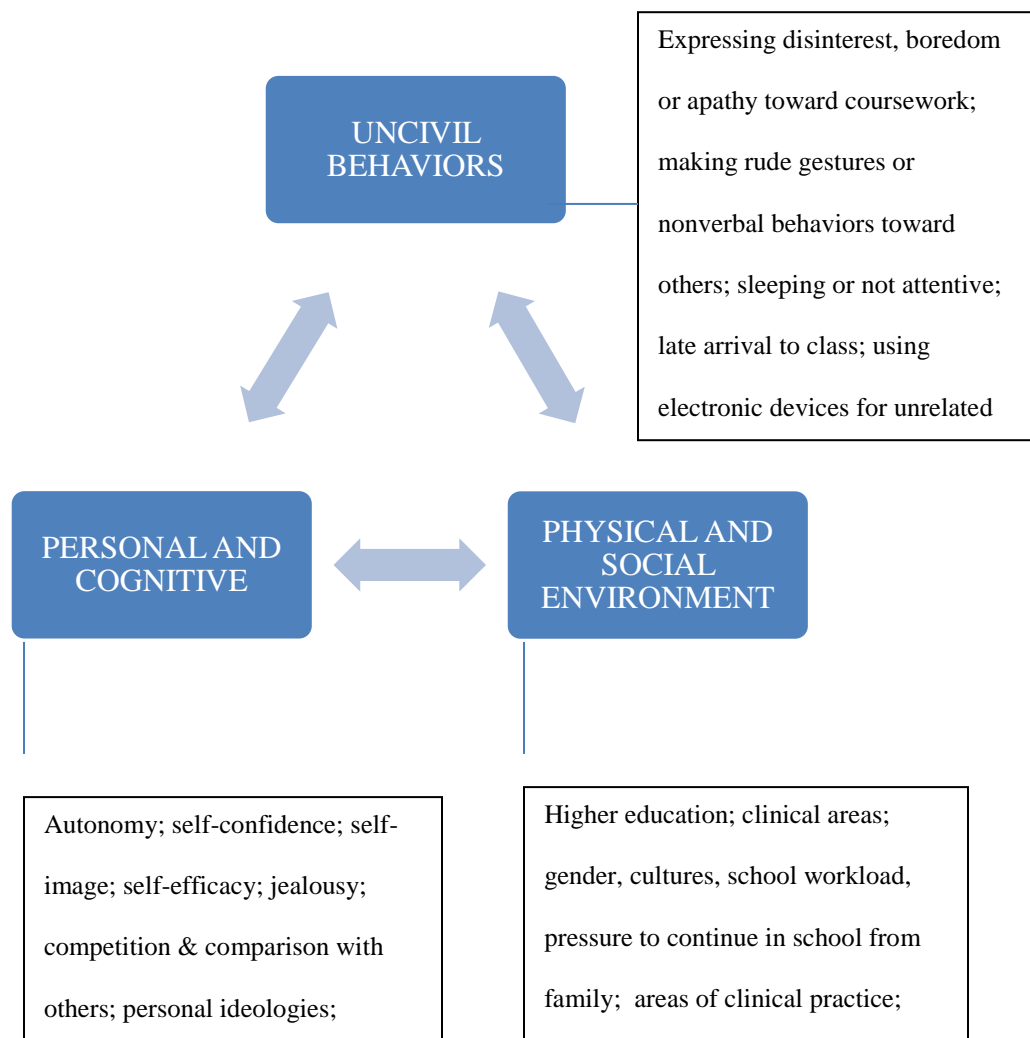 UNCIVIL
BEHAVIORS
Expressing disinterest, boredom
or apathy toward coursework;
making rude gestures or
nonverbal behaviors toward
others; sleeping or not attentive;
late arrival to class; using
electronic devices for unrelated
PERSONAL AND
COGNITIVE
PHYSICAL AND
SOCIAL
ENVIRONMENT
Autonomy; self-confidence; self-
image; self-efficacy; jealousy;
competition & comparison with
others; personal ideologies;
Higher education; clinical areas;
gender, cultures, school workload,
pressure to continue in school from
family;  areas of clinical practice;